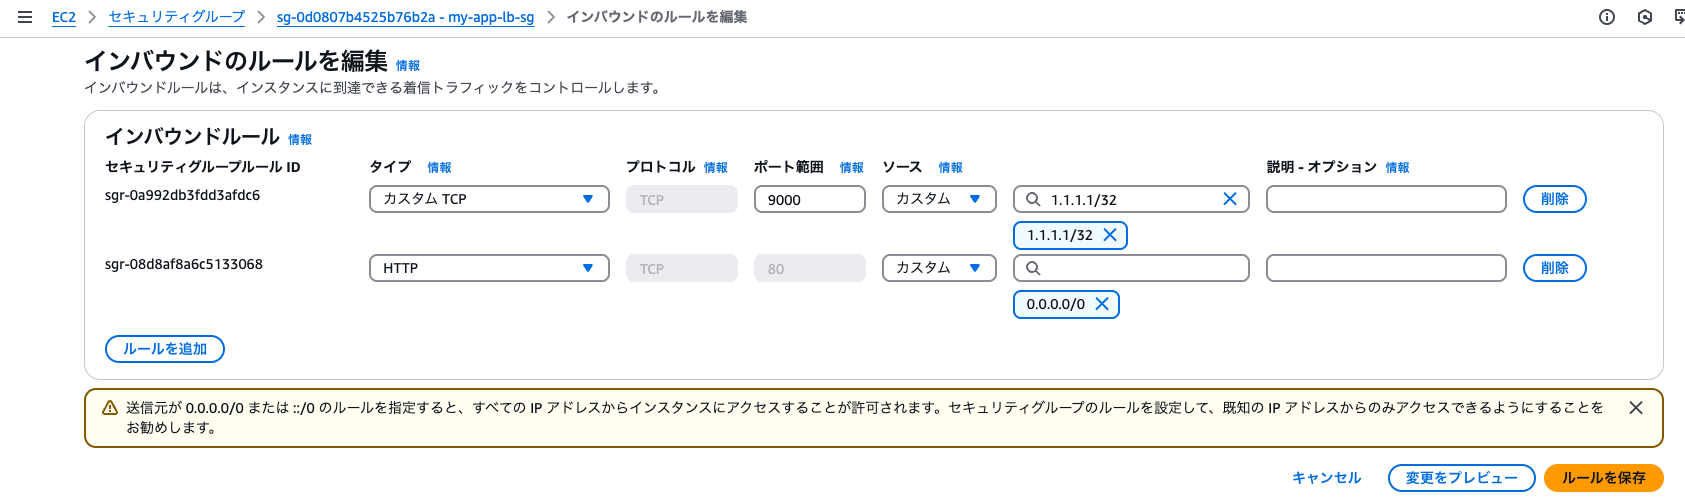 EC2 > セキュリティグループ > sg-0d0807b4525b76b2a - my-app-lb-sg > インバウンドのルールを編集
インバウンドのルールを編集 情報
インバウンドルールは、インスタンスに到達できる着信トラフィックをコントロールします。
インバウンドルール 情報
セキュリティグループルール ID タイプ 情報 プロトコル 情報 ポート範囲 情報 ソース 情報 説明 - オプション 情報
sgr-0a992db3fdd3afdc6 カスタム TCP TCP 9000 カスタム 1.1.1.1/32 削除
1.1.1.1/32
sgr-08d8af8a6c5133068 HTTP TCP 80 カスタム 削除
0.0.0.0/0
ルールを追加
送信元が 0.0.0.0/0 または ::/0 のルールを指定すると、すべての IP アドレスからインスタンスにアクセスすることが許可されます。セキュリティグループのルールを設定して、既知の IP アドレスからのみアクセスできるようにすることを
お勧めします。
キャンセル 変更をプレビュー ルールを保存